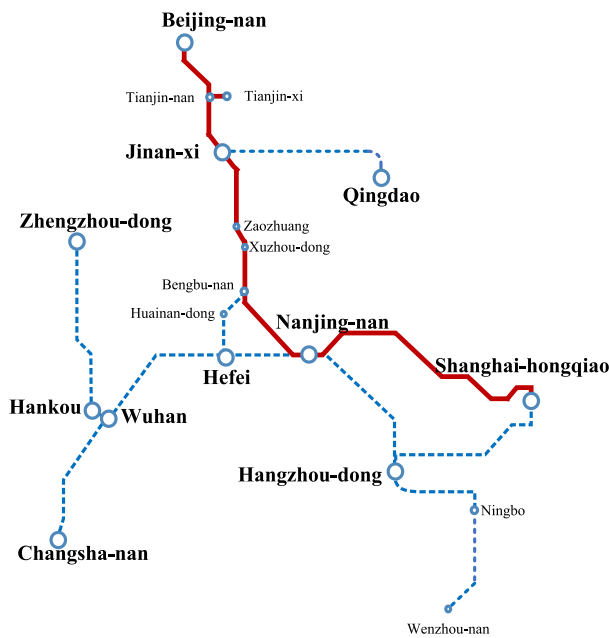 Beijing-nan
Tianjin-nan
Tianjin-xi
Jinan-xi
Qingdao
Zhengzhou-dong
Zaozhuang
Xuzhou-dong
Bengbu-nan
Huainan-dong
Nanjing-nan
Shanghai-hongqiao
Hefei
Hankou
Wuhan
Hangzhou-dong
Ningbo
Changsha-nan
Wenzhou-nan